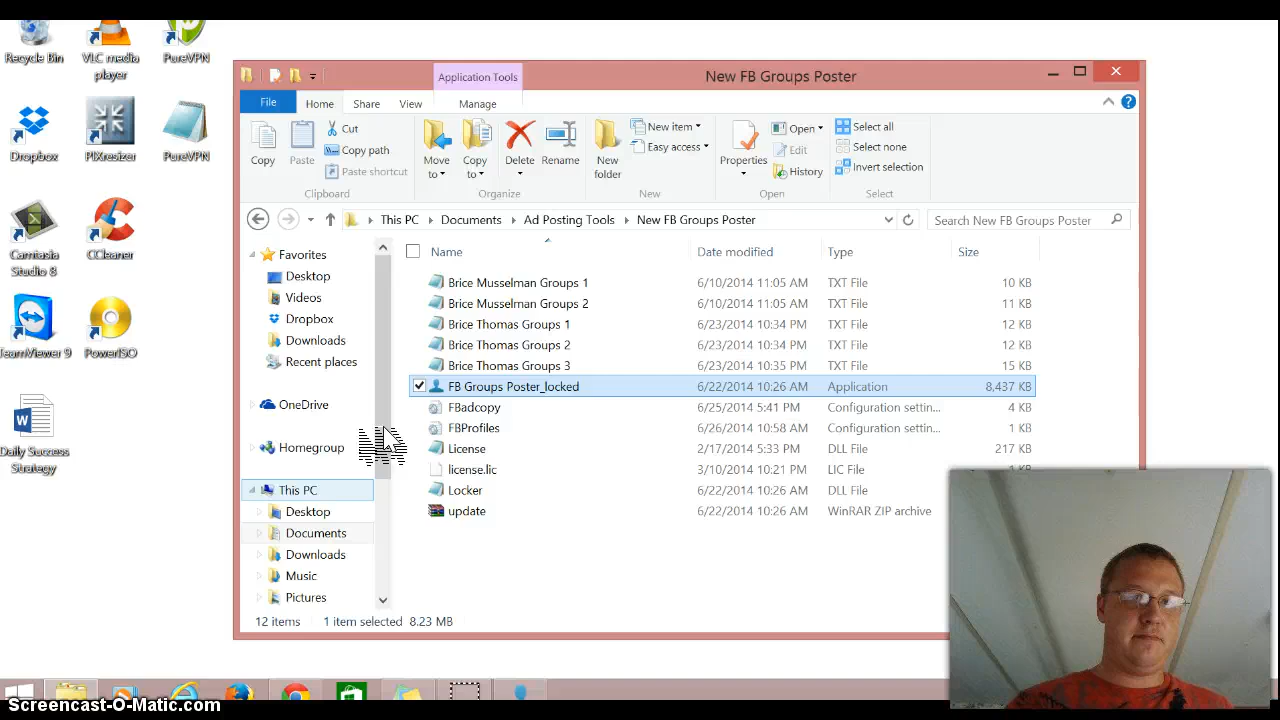 Recycle Bin
VLC media player
PureVPN
Dropbox
PIXresizer
PureVPN
Camtasia Studio 8
CCleaner
TeamViewer 9
PowerISO
Daily Success Strategy
Application Tools
New FB Groups Poster
File
Home
Share
View
Manage
Copy
Paste
Cut
Copy path
Paste shortcut
Clipboard
Move to
Copy to
Delete
Rename
Organize
New folder
New item
Easy access
New
Properties
Open
Edit
History
Open
Select all
Select none
Invert selection
Select
This PC
Documents
Ad Posting Tools
New FB Groups Poster
Search New FB Groups Poster
Favorites
Desktop
Videos
Dropbox
Downloads
Recent places
OneDrive
Homegroup
This PC
Desktop
Documents
Downloads
Music
Pictures
Name Date modified Type Size
Brice Musselman Groups 1 6/10/2014 11:05 AM TXT File 10 KB
Brice Musselman Groups 2 6/10/2014 11:05 AM TXT File 11 KB
Brice Thomas Groups 1 6/23/2014 10:34 PM TXT File 12 KB
Brice Thomas Groups 2 6/23/2014 10:34 PM TXT File 12 KB
Brice Thomas Groups 3 6/23/2014 10:35 PM TXT File 15 KB
FB Groups Poster_locked 6/22/2014 10:26 AM Application 8,437 KB
FBadcopy 6/25/2014 5:41 PM Configuration settin... 4 KB
FBProfiles 6/26/2014 10:58 AM Configuration settin... 1 KB
License 2/17/2014 5:33 PM DLL File 217 KB
license.lic 3/10/2014 10:21 PM LIC File 1 KB
Locker 6/22/2014 10:26 AM DLL File
update 6/22/2014 10:26 AM WinRAR ZIP archive
12 items 1 item selected 8.23 MB
Screencast-O-Matic.com